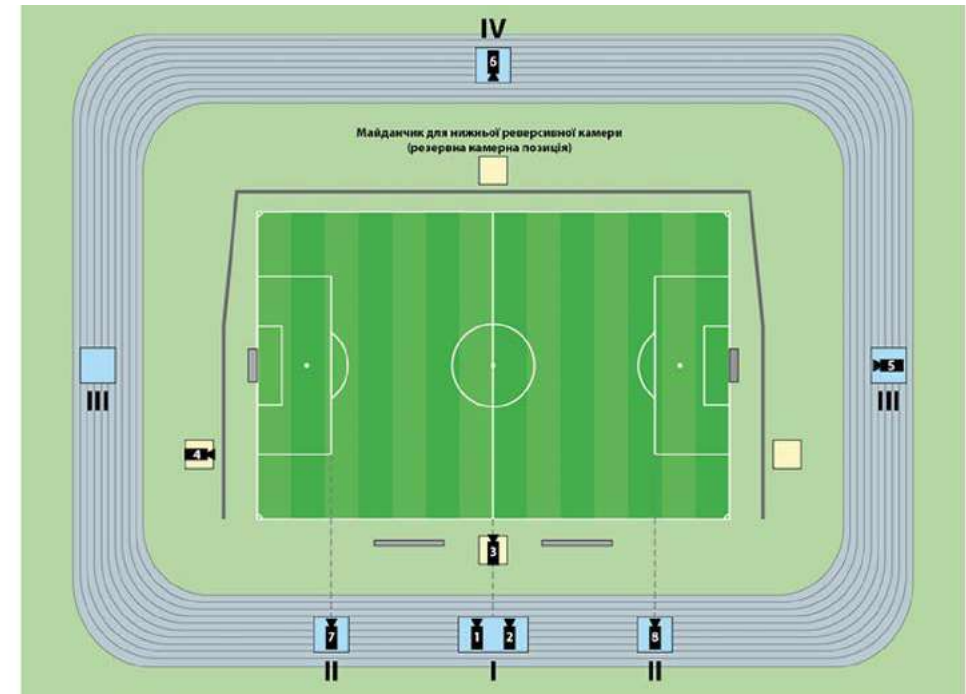 IV
6
Майданчик для нижньої реверсивної камери
(резервна камерна позиція)
5
III
III
4
3
7
1
2
8
II
I
II